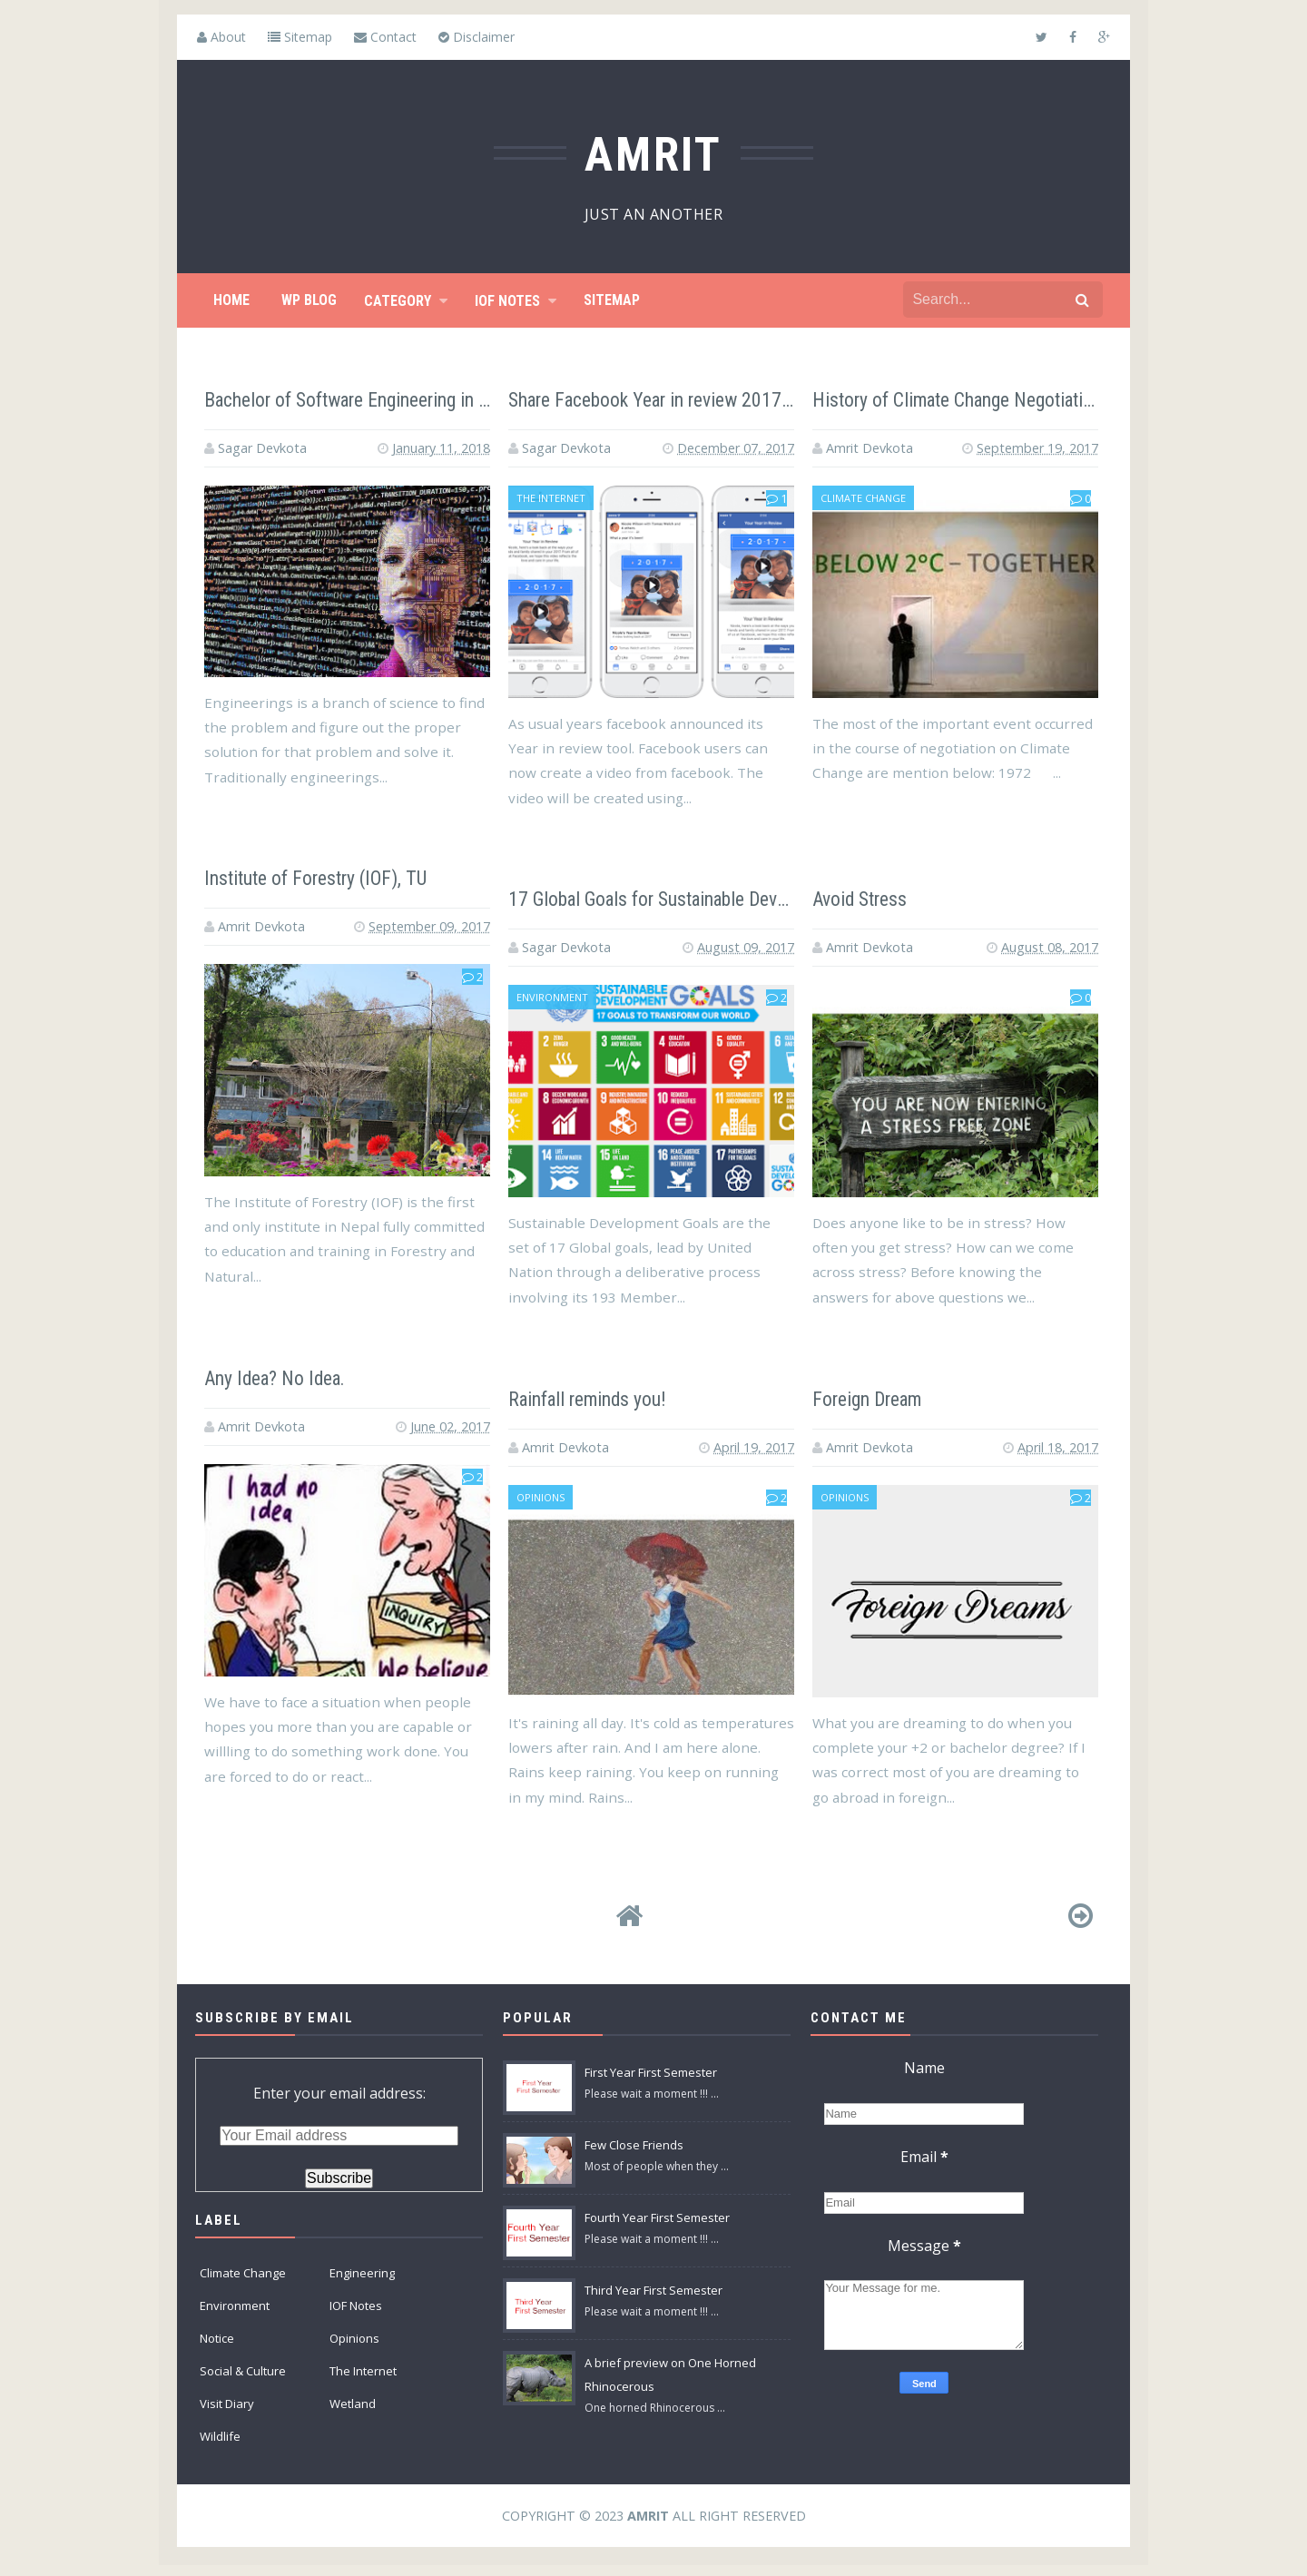 About Sitemap Contact Disclaimer
AMRIT
JUST AN ANOTHER
HOME WP BLOG CATEGORY IOF NOTES SITEMAP Search...
Bachelor of Software Engineering in ...
Sagar Devkota January 11, 2018
Engineerings is a branch of science to find
the problem and figure out the proper
solution for that problem and solve it.
Traditionally engineerings...
Share Facebook Year in review 2017...
Sagar Devkota December 07, 2017
THE INTERNET 1
-2017-
-2017-
-2017-
As usual years facebook announced its
Year in review tool. Facebook users can
now create a video from facebook. The
video will be created using...
History of Climate Change Negotiati...
Amrit Devkota September 19, 2017
CLIMATE CHANGE 0
BELOW 2°C – TOGETHER
The most of the important event occurred
in the course of negotiation on Climate
Change are mention below: 1972 ...
Institute of Forestry (IOF), TU
Amrit Devkota September 09, 2017
2
The Institute of Forestry (IOF) is the first
and only institute in Nepal fully committed
to education and training in Forestry and
Natural...
17 Global Goals for Sustainable Dev...
Sagar Devkota August 09, 2017
ENVIRONMENT 2
SUSTAINABLE
DEVELOPMENT GOALS
17 GOALS TO TRANSFORM OUR WORLD
Sustainable Development Goals are the
set of 17 Global goals, lead by United
Nation through a deliberative process
involving its 193 Member...
Avoid Stress
Amrit Devkota August 08, 2017
0
YOU ARE NOW ENTERING
A STRESS FREE ZONE
Does anyone like to be in stress? How
often you get stress? How can we come
across stress? Before knowing the
answers for above questions we...
Any Idea? No Idea.
Amrit Devkota June 02, 2017
2
I had no
idea
INQUIRY
We believe
We have to face a situation when people
hopes you more than you are capable or
willling to do something work done. You
are forced to do or react...
Rainfall reminds you!
Amrit Devkota April 19, 2017
OPINIONS 2
It's raining all day. It's cold as temperatures
lowers after rain. And I am here alone.
Rains keep raining. You keep on running
in my mind. Rains...
Foreign Dream
Amrit Devkota April 18, 2017
OPINIONS 2
Foreign Dreams
What you are dreaming to do when you
complete your +2 or bachelor degree? If I
was correct most of you are dreaming to
go abroad in foreign...
SUBSCRIBE BY EMAIL
Enter your email address:
Your Email address
Subscribe
LABEL
Climate Change Engineering
Environment IOF Notes
Notice Opinions
Social & Culture The Internet
Visit Diary Wetland
Wildlife
POPULAR
First Year
First Semester
First Year First Semester
Please wait a moment !!! ...
Few Close Friends
Most of people when they ...
Fourth Year
First Semester
Fourth Year First Semester
Please wait a moment !!! ...
Third Year
First Semester
Third Year First Semester
Please wait a moment !!! ...
A brief preview on One Horned
Rhinocerous
One horned Rhinocerous ...
CONTACT ME
Name
Name
Email *
Email
Message *
Your Message for me.
Send
COPYRIGHT © 2023 AMRIT ALL RIGHT RESERVED